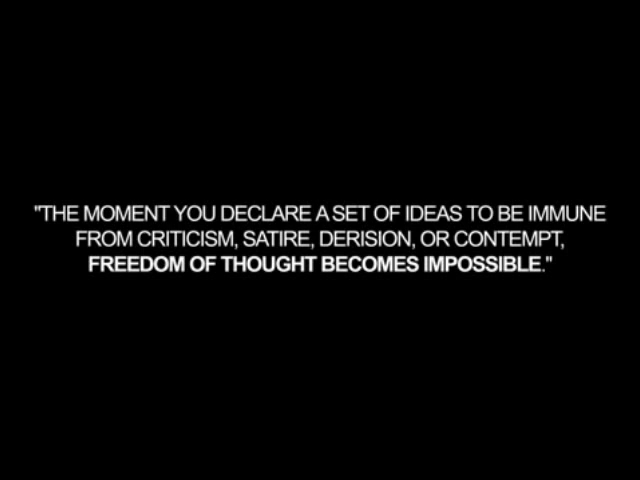 "THE MOMENT YOU DECLARE A SET OF IDEAS TO BE IMMUNE
FROM CRITICISM, SATIRE, DERISION, OR CONTEMPT,
FREEDOM OF THOUGHT BECOMES IMPOSSIBLE."